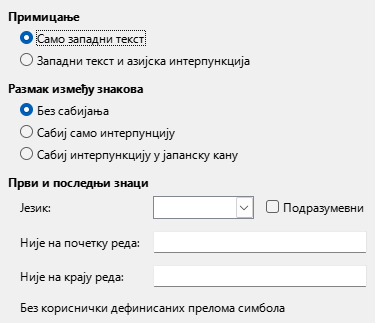 Примицање
Само западни текст
Западни текст и азијска интерпункција
Размак између знакова
Без сабијања
Сабиј само интерпунцију
Сабиј интерпункцију у јапанску кану
Први и последњи знаци
Језик:
Подразумевни
Није на почетку реда:
Није на крају реда:
Без кориснички дефинисаних прелома симбола